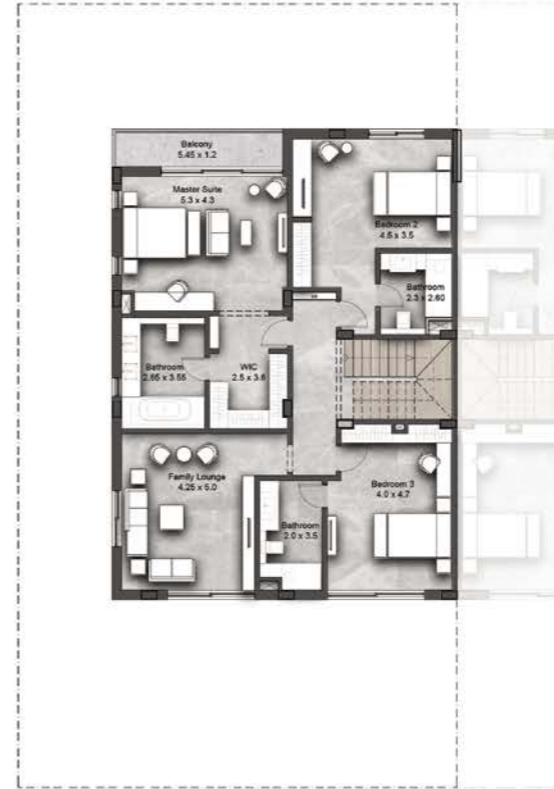 Balcony
5.45 x 1.2
Master Suite
5.3 x 4.3
Bedroom 2
4.5 x 3.5
Bathroom
2.3 x 2.60
Bathroom
2.65 x 3.55
WIC
2.5 x 3.6
Family Lounge
4.25 x 5.0
Bedroom 3
4.0 x 4.7
Bathroom
2.0 x 3.5